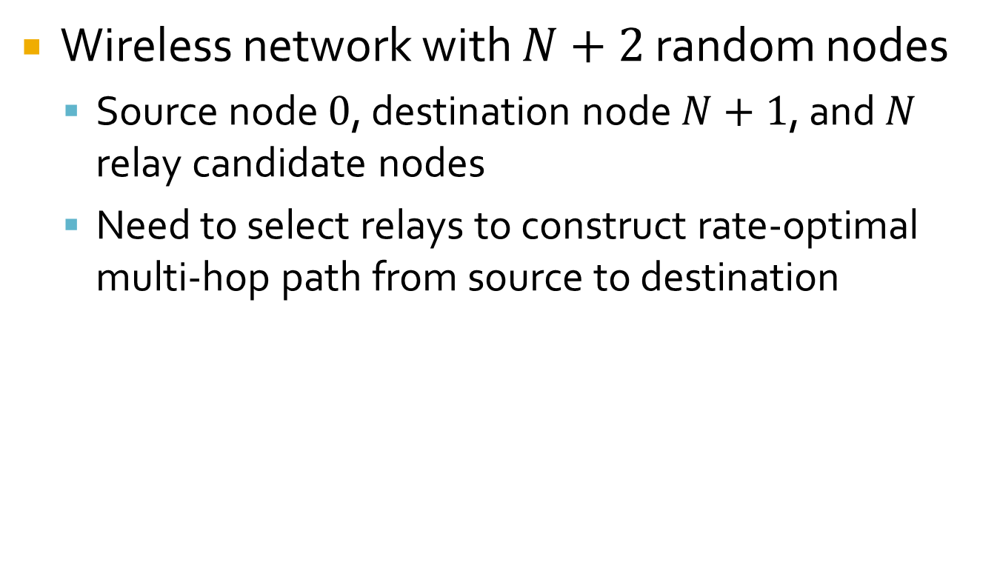 Wireless network with N + 2 random nodes
Source node 0, destination node N + 1, and N
relay candidate nodes
Need to select relays to construct rate-optimal
multi-hop path from source to destination